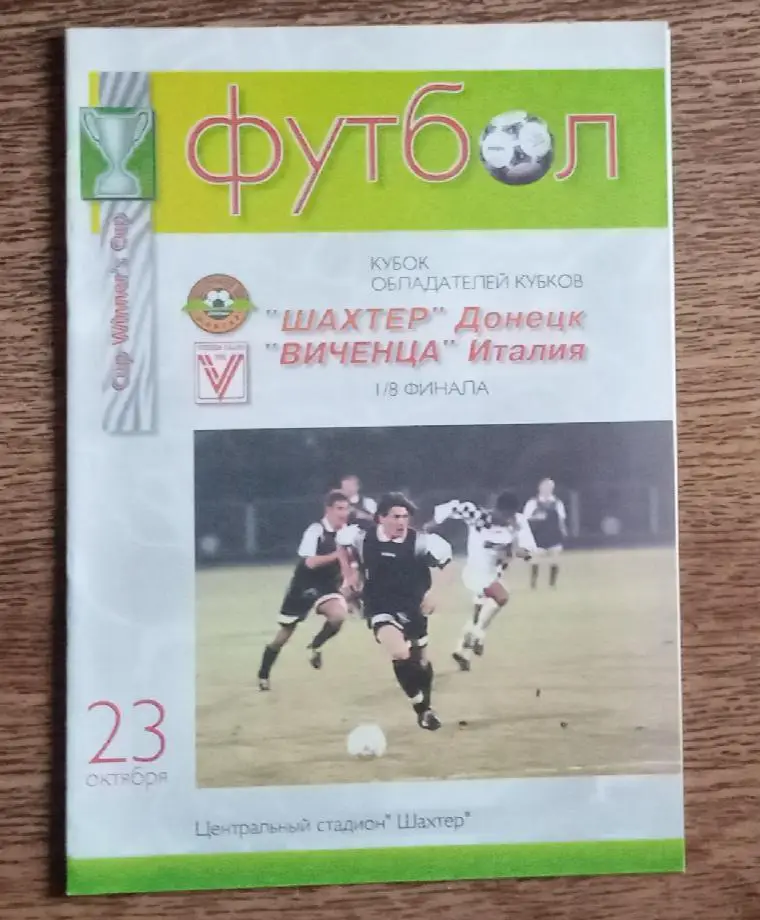 футбол
Cup Winner's Cup
КУБОК
ОБЛАДАТЕЛЕЙ КУБКОВ
"ШАХТЕР" Донецк
"ВИЧЕНЦА" Италия
1/8 ФИНАЛА
23
октября
Центральный стадион" Шахтер"